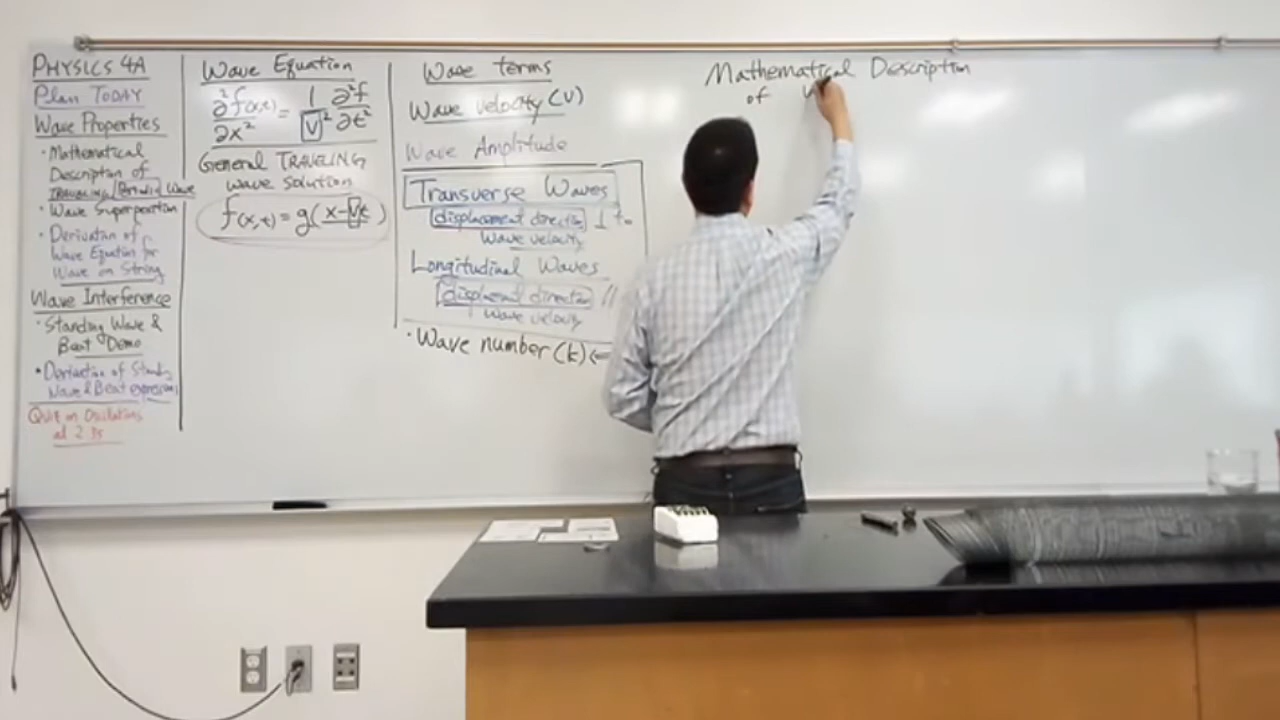 PHYSICS 4A
Plan TODAY
Wave Properties
• Mathematical
Description of
Traveling/Periodic Wave
• Wave Superposition
• Derivation of
Wave Equation for
Wave on String
Wave Interference
• Standing Wave &
Beat Demo
• Derivation of Standing
Wave & Beat expressions
Quiz on Oscillations
at 2:35
Wave Equation
∂²f(x,t)/∂x² = 1/v² ∂²f/∂t²
General TRAVELING
wave solution
f(x,t) = g(x-vt)
Wave terms
Wave velocity (v)
Wave Amplitude
Transverse Waves
displacement direction ⊥ to
Wave velocity
Longitudinal Waves
displacement direction //
Wave velocity
• Wave number (k) ←
Mathematical Description
of